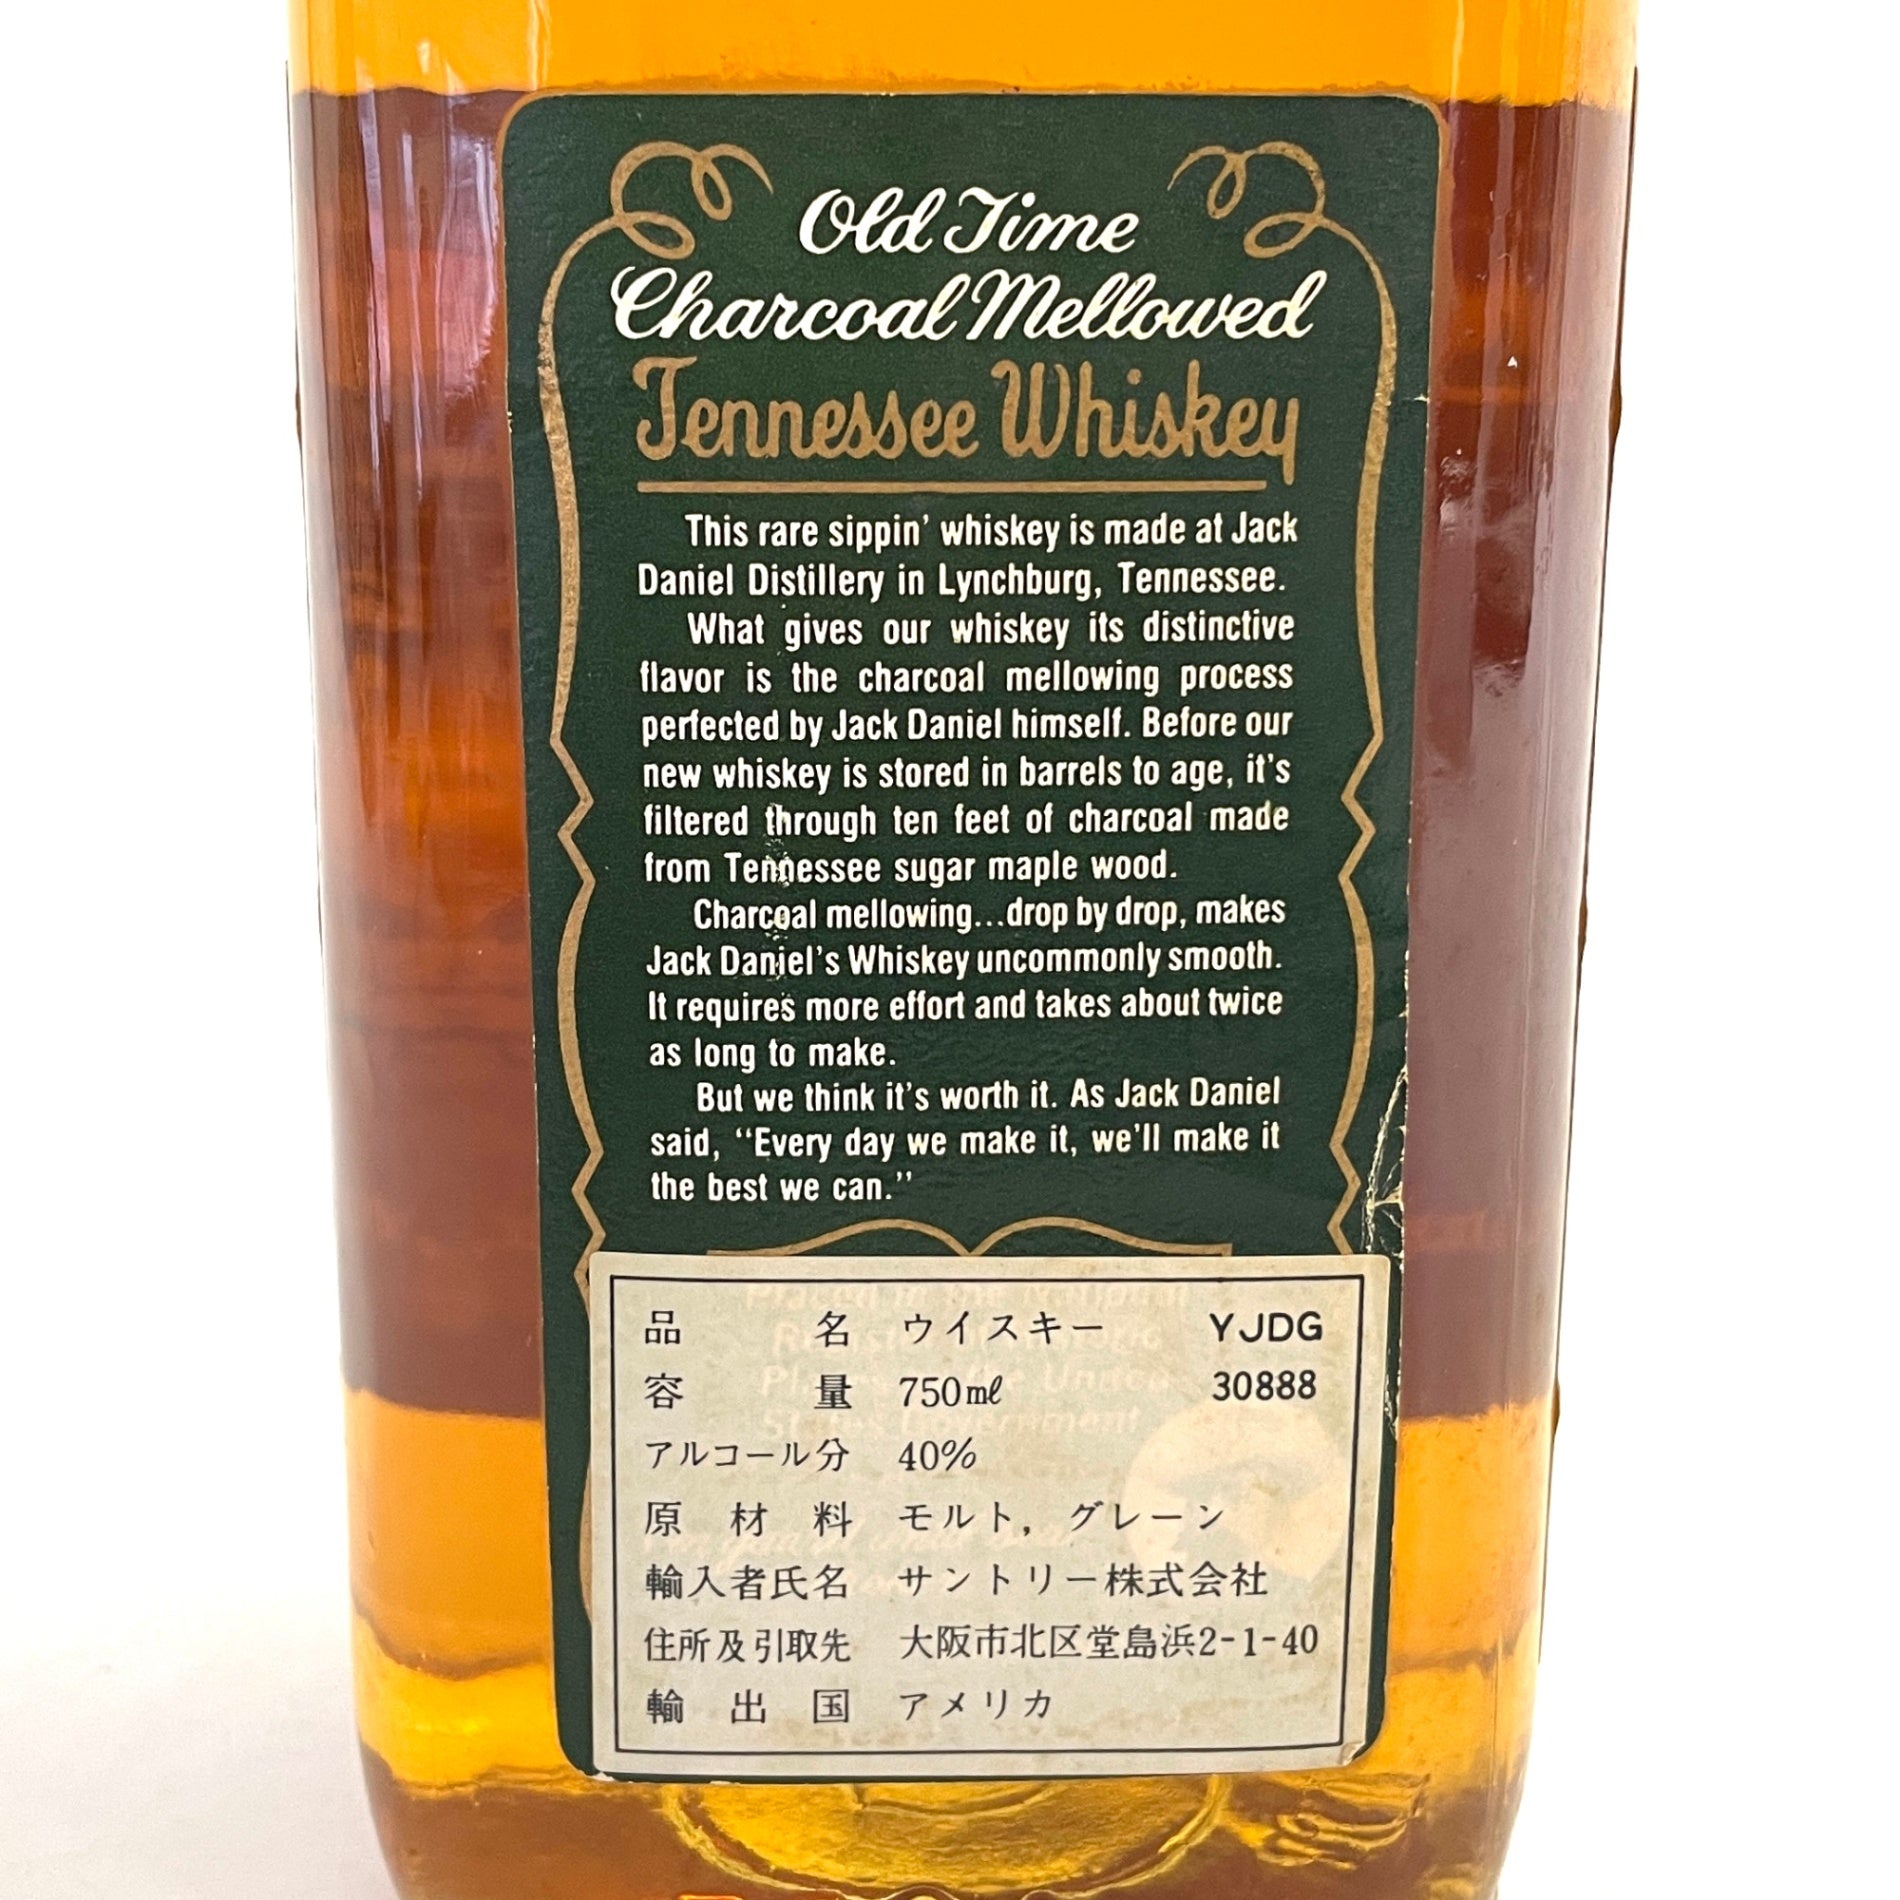 Old Time
Charcoal Mellowed
Tennessee Whiskey
This rare sippin' whiskey is made at Jack
Daniel Distillery in Lynchburg, Tennessee.
What gives our whiskey its distinctive
flavor is the charcoal mellowing process
perfected by Jack Daniel himself. Before our
new whiskey is stored in barrels to age, it's
filtered through ten feet of charcoal made
from Tennessee sugar maple wood.
Charcoal mellowing...drop by drop, makes
Jack Daniel's Whiskey uncommonly smooth.
It requires more effort and takes about twice
as long to make.
But we think it's worth it. As Jack Daniel
said, “Every day we make it, we'll make it
the best we can.”
品名 ウイスキー YJDG
容量 750㎖ 30888
アルコール分 40%
原材料 モルト，グレーン
輸入者氏名 サントリー株式会社
住所及引取先 大阪市北区堂島浜2-1-40
輸出国 アメリカ